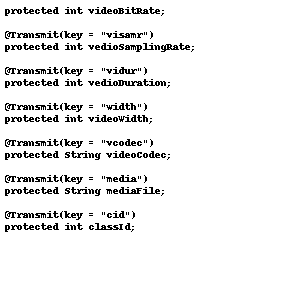 protected int videoBitRate;
@Transmit(key = "visamr")
protected int vedioSamplingRate;
@Transmit(key = "vidur")
protected int vedioDuration;
@Transmit(key = "width")
protected int videoWidth;
@Transmit(key = "vcodec")
protected String videoCodec;
@Transmit(key = "media")
protected String mediaFile;
@Transmit(key = "cid")
protected int classId;